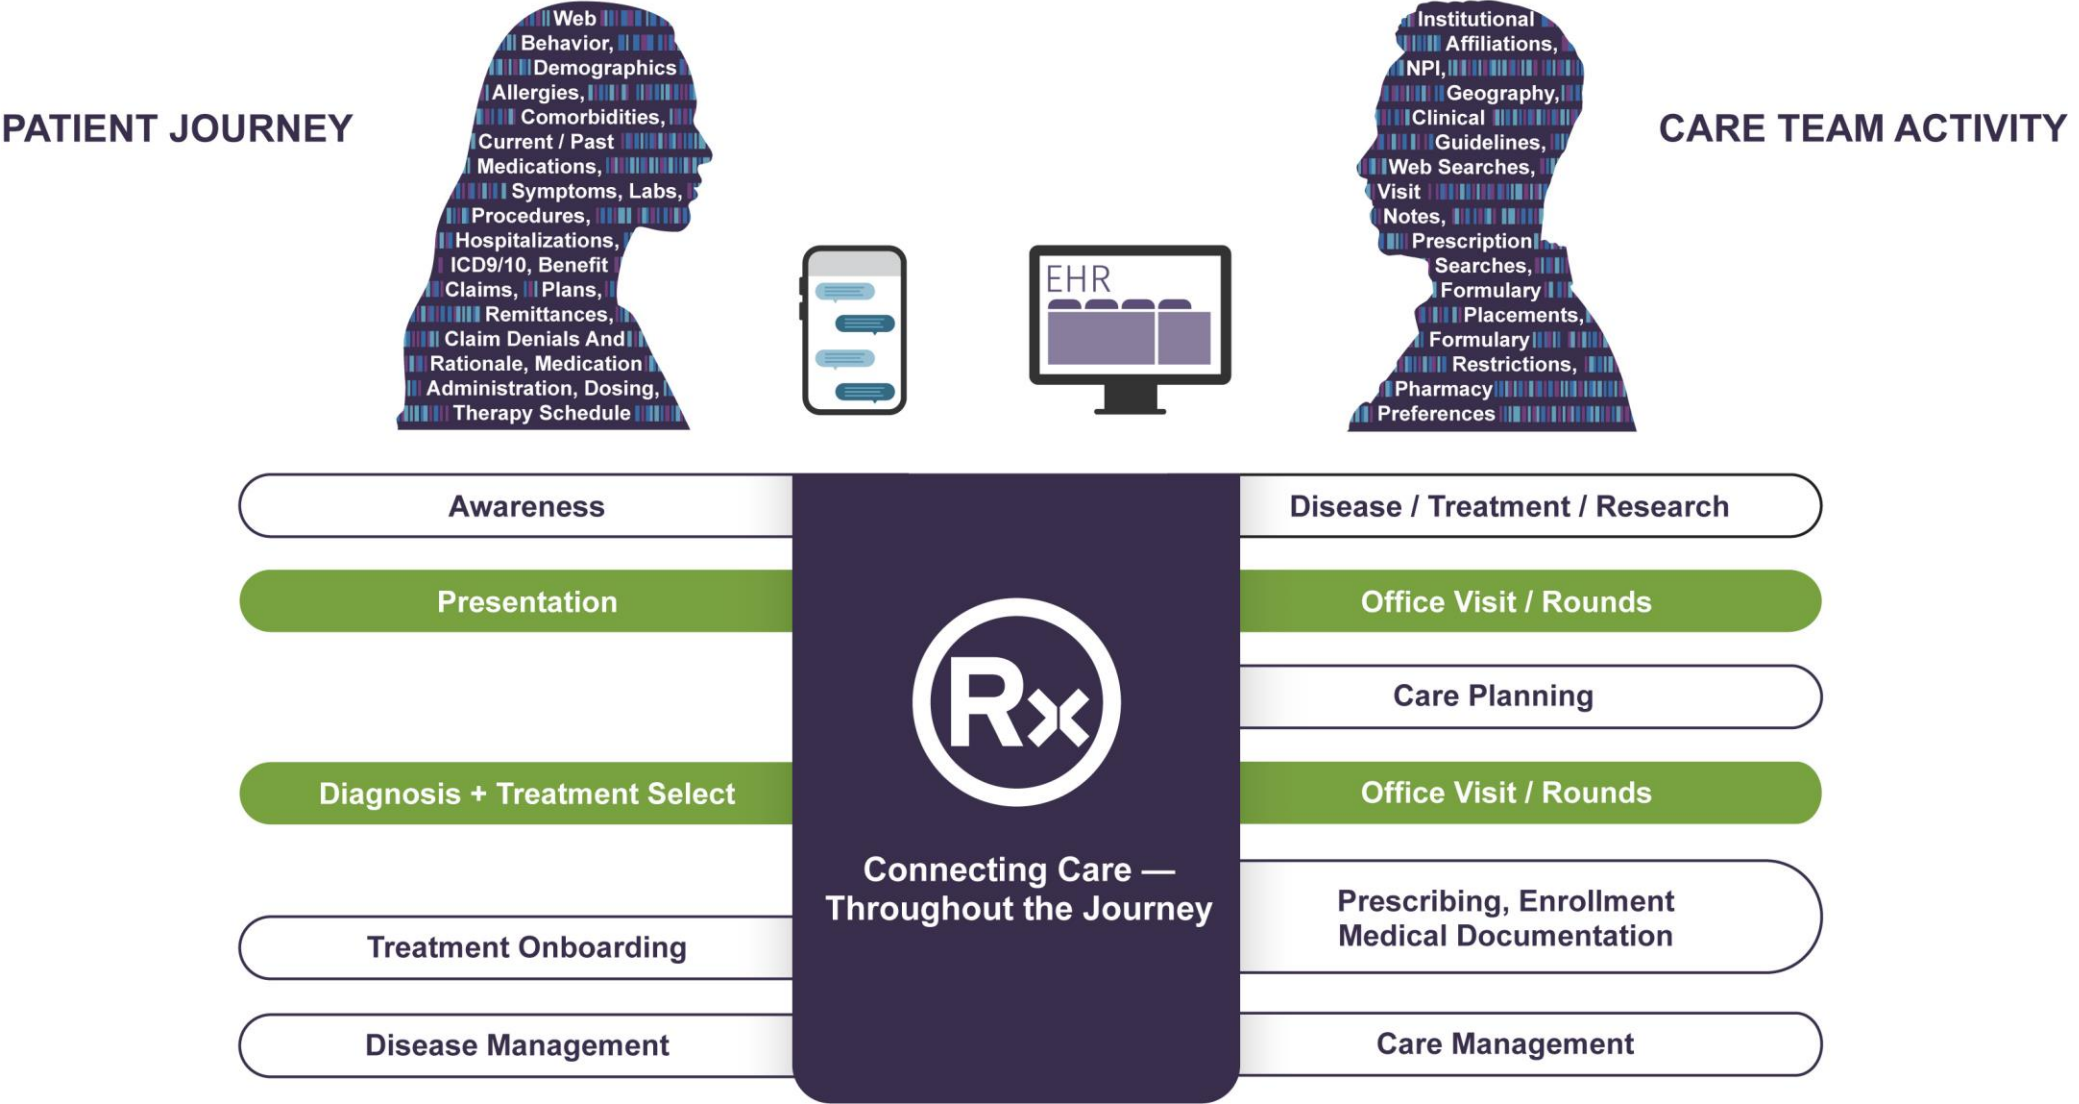 PATIENT JOURNEY
Web
Behavior,
Demographics
Allergies,
Comorbidities,
Current / Past
Medications,
Symptoms, Labs,
Procedures,
Hospitalizations,
ICD9/10, Benefit
Claims, Plans,
Remittances,
Claim Denials And
Rationale, Medication
Administration, Dosing,
Therapy Schedule
EHR
Institutional
Affiliations,
NPI,
Geography,
Clinical
Guidelines,
Web Searches,
Visit
Notes,
Prescription
Searches,
Formulary
Placements,
Formulary
Restrictions,
Pharmacy
Preferences
CARE TEAM ACTIVITY
Awareness
Presentation
Diagnosis + Treatment Select
Treatment Onboarding
Disease Management
Rx
Connecting Care —
Throughout the Journey
Disease / Treatment / Research
Office Visit / Rounds
Care Planning
Office Visit / Rounds
Prescribing, Enrollment
Medical Documentation
Care Management